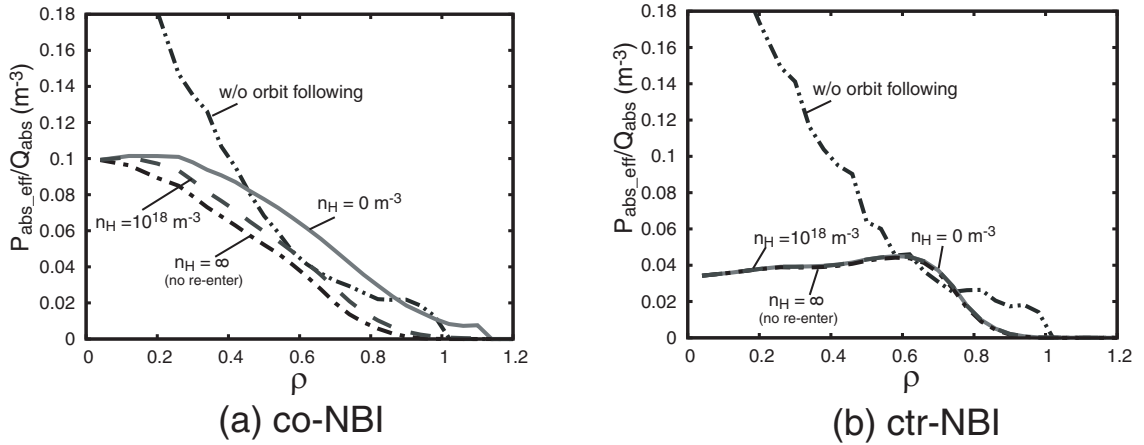 0.18
0.16
0.14
0.12
0.1
0.08
0.06
0.04
0.02
0
P_abs_eff/Q_abs (m⁻³)
w/o orbit following
n_H = 0 m⁻³
n_H =10¹⁸ m⁻³
n_H = ∞
(no re-enter)
0 0.2 0.4 0.6 0.8 1.0 1.2
ρ
(a) co-NBI
0.18
0.16
0.14
0.12
0.1
0.08
0.06
0.04
0.02
0
P_abs_eff/Q_abs (m⁻³)
w/o orbit following
n_H =10¹⁸ m⁻³
n_H = 0 m⁻³
n_H = ∞
(no re-enter)
0 0.2 0.4 0.6 0.8 1 1.2
ρ
(b) ctr-NBI